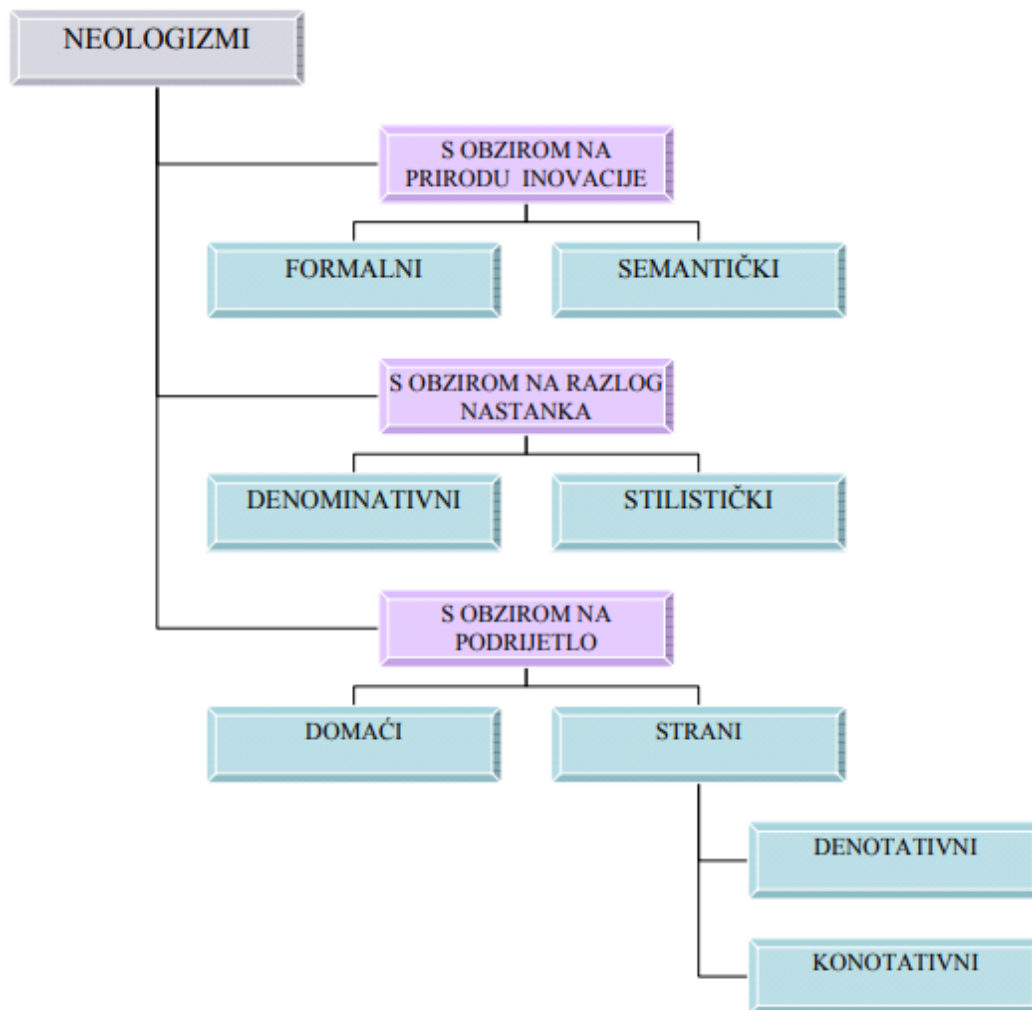 NEOLOGIZMI
S OBZIROM NA
PRIRODU INOVACIJE
FORMALNI
SEMANTIČKI
S OBZIROM NA RAZLOG
NASTANKA
DENOMINATIVNI
STILISTIČKI
S OBZIROM NA
PODRIJETLO
DOMAĆI
STRANI
DENOTATIVNI
KONOTATIVNI